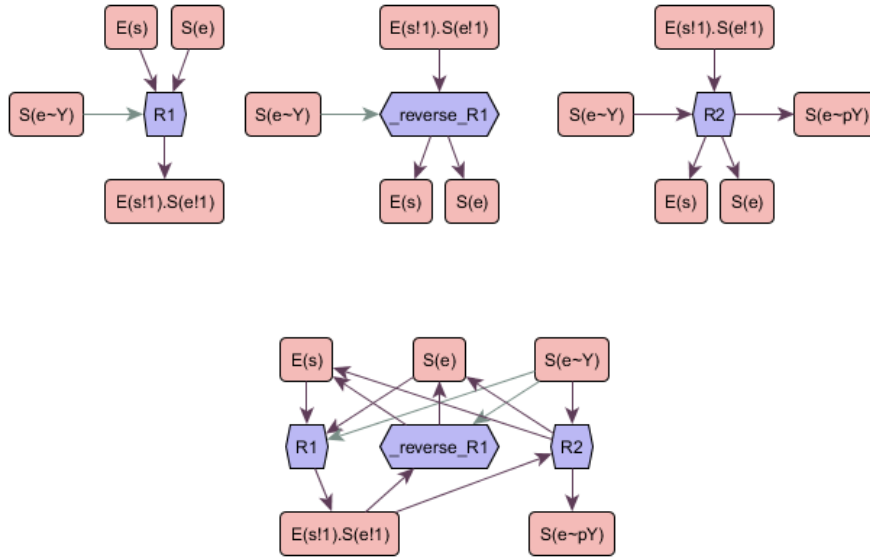 E(s) S(e) E(s!1).S(e!1) E(s!1).S(e!1)
S(e~Y) R1 S(e~Y) _reverse_R1 S(e~Y) R2 S(e~pY)
E(s!1).S(e!1) E(s) S(e) E(s) S(e)
E(s) S(e) S(e~Y)
R1 _reverse_R1 R2
E(s!1).S(e!1) S(e~pY)